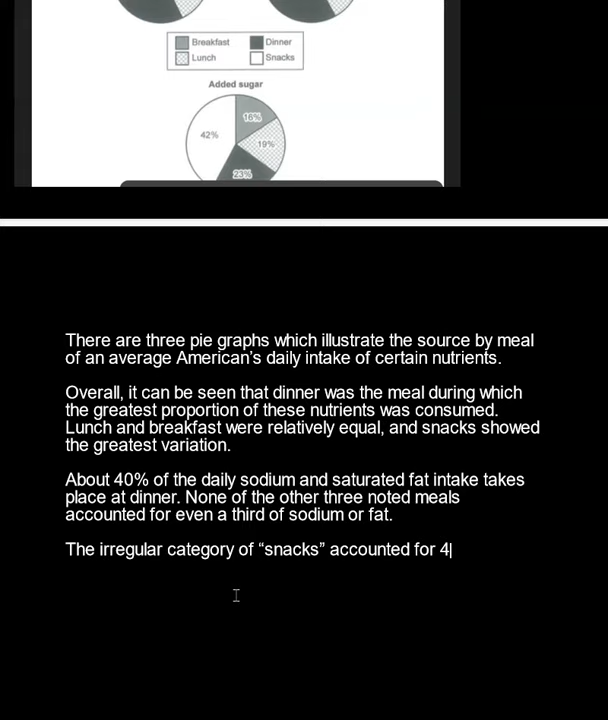 Breakfast Dinner
Lunch Snacks
Added sugar
16%
42%
19%
23%
There are three pie graphs which illustrate the source by meal
of an average American's daily intake of certain nutrients.
Overall, it can be seen that dinner was the meal during which
the greatest proportion of these nutrients was consumed.
Lunch and breakfast were relatively equal, and snacks showed
the greatest variation.
About 40% of the daily sodium and saturated fat intake takes
place at dinner. None of the other three noted meals
accounted for even a third of sodium or fat.
The irregular category of “snacks” accounted for 4